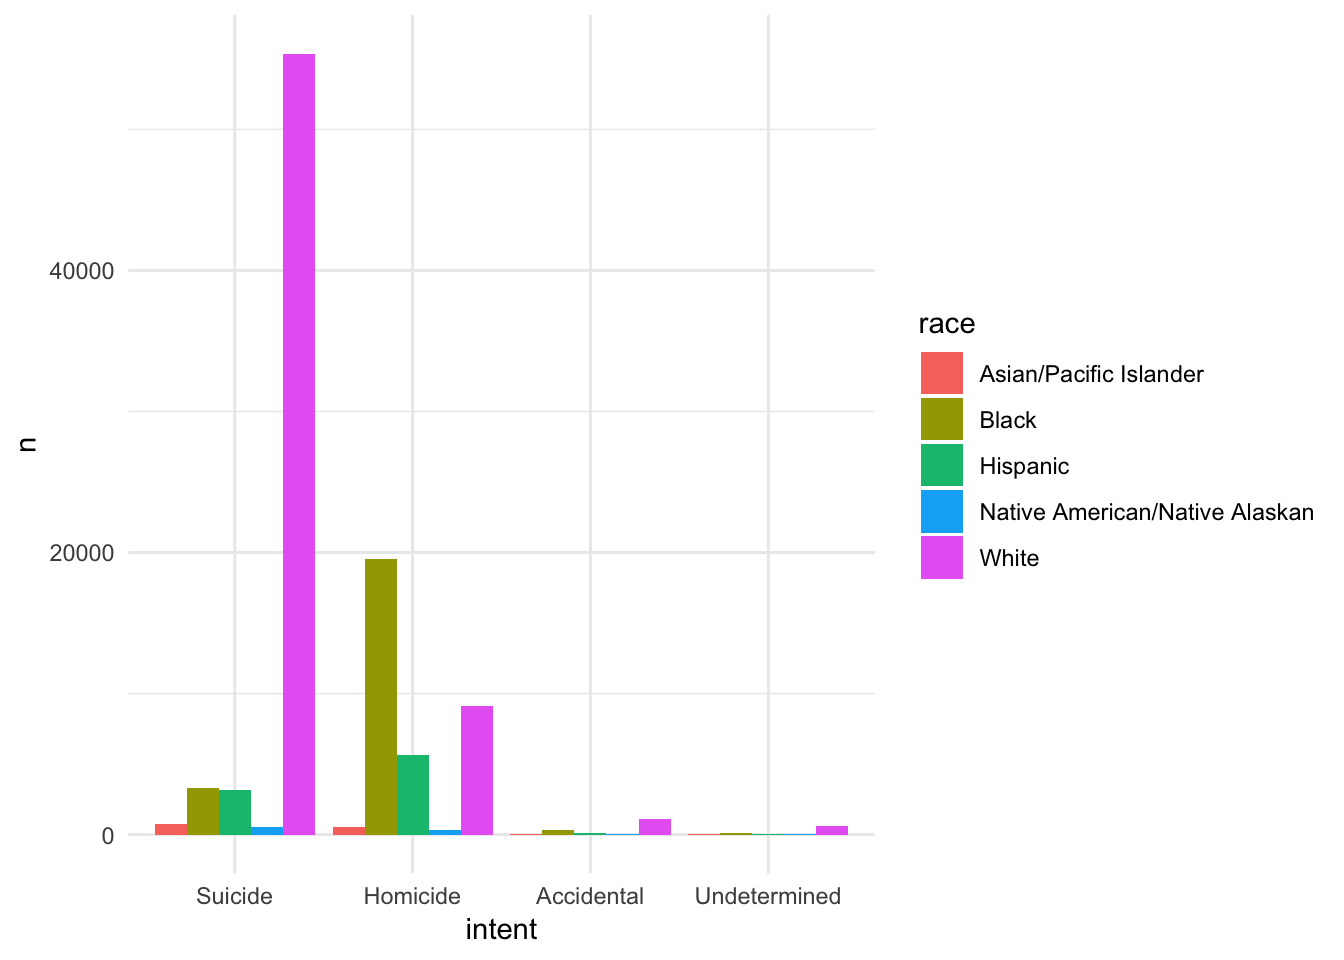 n
40000
20000
0
Suicide
Homicide
Accidental
Undetermined
intent
race
Asian/Pacific Islander
Black
Hispanic
Native American/Native Alaskan
White